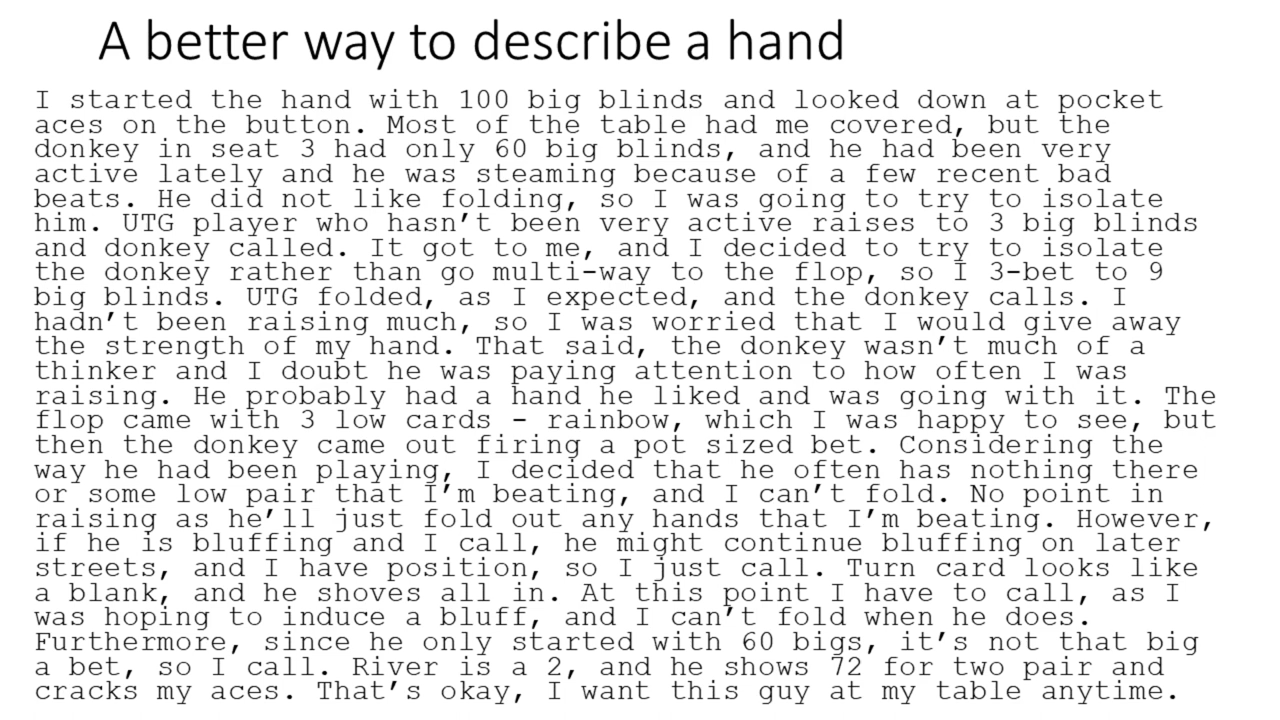 A better way to describe a hand
I started the hand with 100 big blinds and looked down at pocket
aces on the button. Most of the table had me covered, but the
donkey in seat 3 had only 60 big blinds, and he had been very
active lately and he was steaming because of a few recent bad
beats. He did not like folding, so I was going to try to isolate
him. UTG player who hasn’t been very active raises to 3 big blinds
and donkey called. It got to me, and I decided to try to isolate
the donkey rather than go multi-way to the flop, so I 3-bet to 9
big blinds. UTG folded, as I expected, and the donkey calls. I
hadn’t been raising much, so I was worried that I would give away
the strength of my hand. That said, the donkey wasn’t much of a
thinker and I doubt he was paying attention to how often I was
raising. He probably had a hand he liked and was going with it. The
flop came with 3 low cards - rainbow, which I was happy to see, but
then the donkey came out firing a pot sized bet. Considering the
way he had been playing, I decided that he often has nothing there
or some low pair that I’m beating, and I can’t fold. No point in
raising as he’ll just fold out any hands that I’m beating. However,
if he is bluffing and I call, he might continue bluffing on later
streets, and I have position, so I just call. Turn card looks like
a blank, and he shoves all in. At this point I have to call, as I
was hoping to induce a bluff, and I can’t fold when he does.
Furthermore, since he only started with 60 bigs, it’s not that big
a bet, so I call. River is a 2, and he shows 72 for two pair and
cracks my aces. That’s okay, I want this guy at my table anytime.